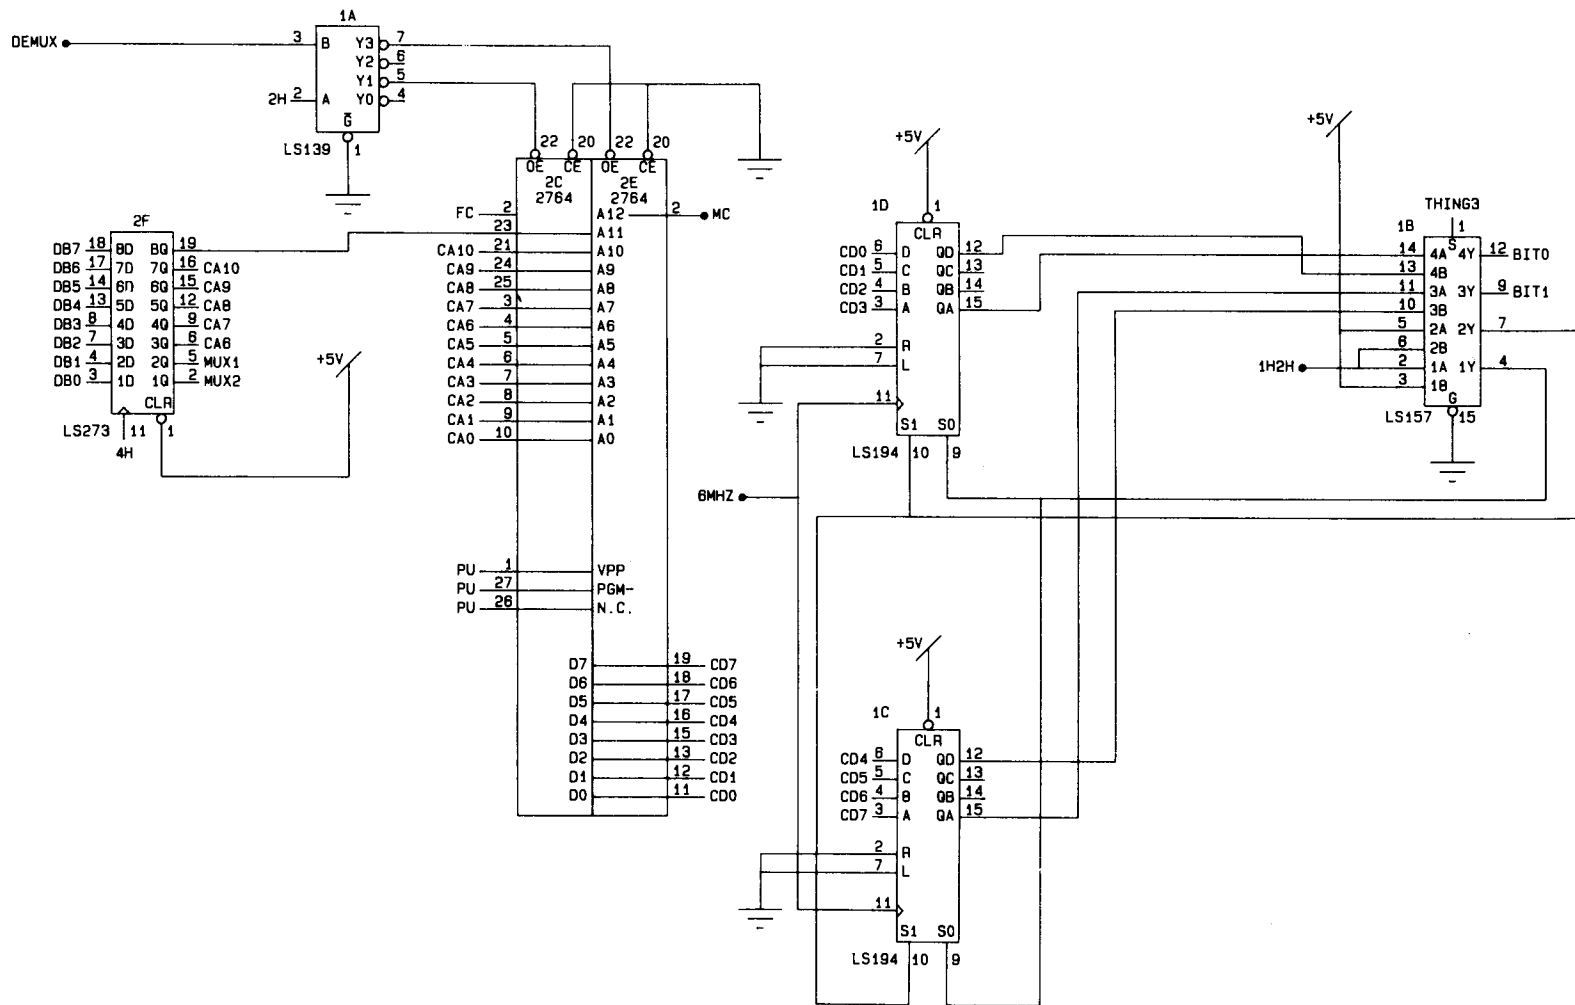 1A
DEMUX 3 B Y3 7
Y2 6
Y1 5
2H 2 A Y0 4
G
LS139 1
22 20 22 20
OE CE OE CE
2C 2E
2764 2764
FC 2 A12 2 MC
23 A11
CA10 21 A10
CA9 24 A9
CA8 25 A8
CA7 3 A7
CA6 4 A6
CA5 5 A5
CA4 6 A4
CA3 7 A3
CA2 8 A2
CA1 9 A1
CA0 10 A0
PU 1 VPP
PU 27 PGM-
PU 26 N.C.
D7 19 CD7
D6 18 CD6
D5 17 CD5
D4 16 CD4
D3 15 CD3
D2 13 CD2
D1 12 CD1
D0 11 CD0
2F
DB7 18 8D 8Q 19
DB6 17 7D 7Q 16 CA10
DB5 14 6D 6Q 15 CA9
DB4 13 5D 5Q 12 CA8
DB3 8 4D 4Q 9 CA7
DB2 7 3D 3Q 6 CA6
DB1 4 2D 2Q 5 MUX1
DB0 3 1D 1Q 2 MUX2
CLR
LS273 11 1
4H
+5V
+5V
1D 1
CLR
CD0 6 D QD 12
CD1 5 C QC 13
CD2 4 B QB 14
CD3 3 A QA 15
2 R
7 L
11
S1 S0
LS194 10 9
6MHZ
+5V
1C 1
CLR
CD4 6 D QD 12
CD5 5 C QC 13
CD6 4 B QB 14
CD7 3 A QA 15
2 R
7 L
11
S1 S0
LS194 10 9
+5V
THING3
1B 1
S
14 4A 4Y 12 BIT0
13 4B
11 3A 3Y 9 BIT1
10 3B
5 2A 2Y 7
6 2B
1H2H 2 1A 1Y 4
3 1B
G
LS157 15